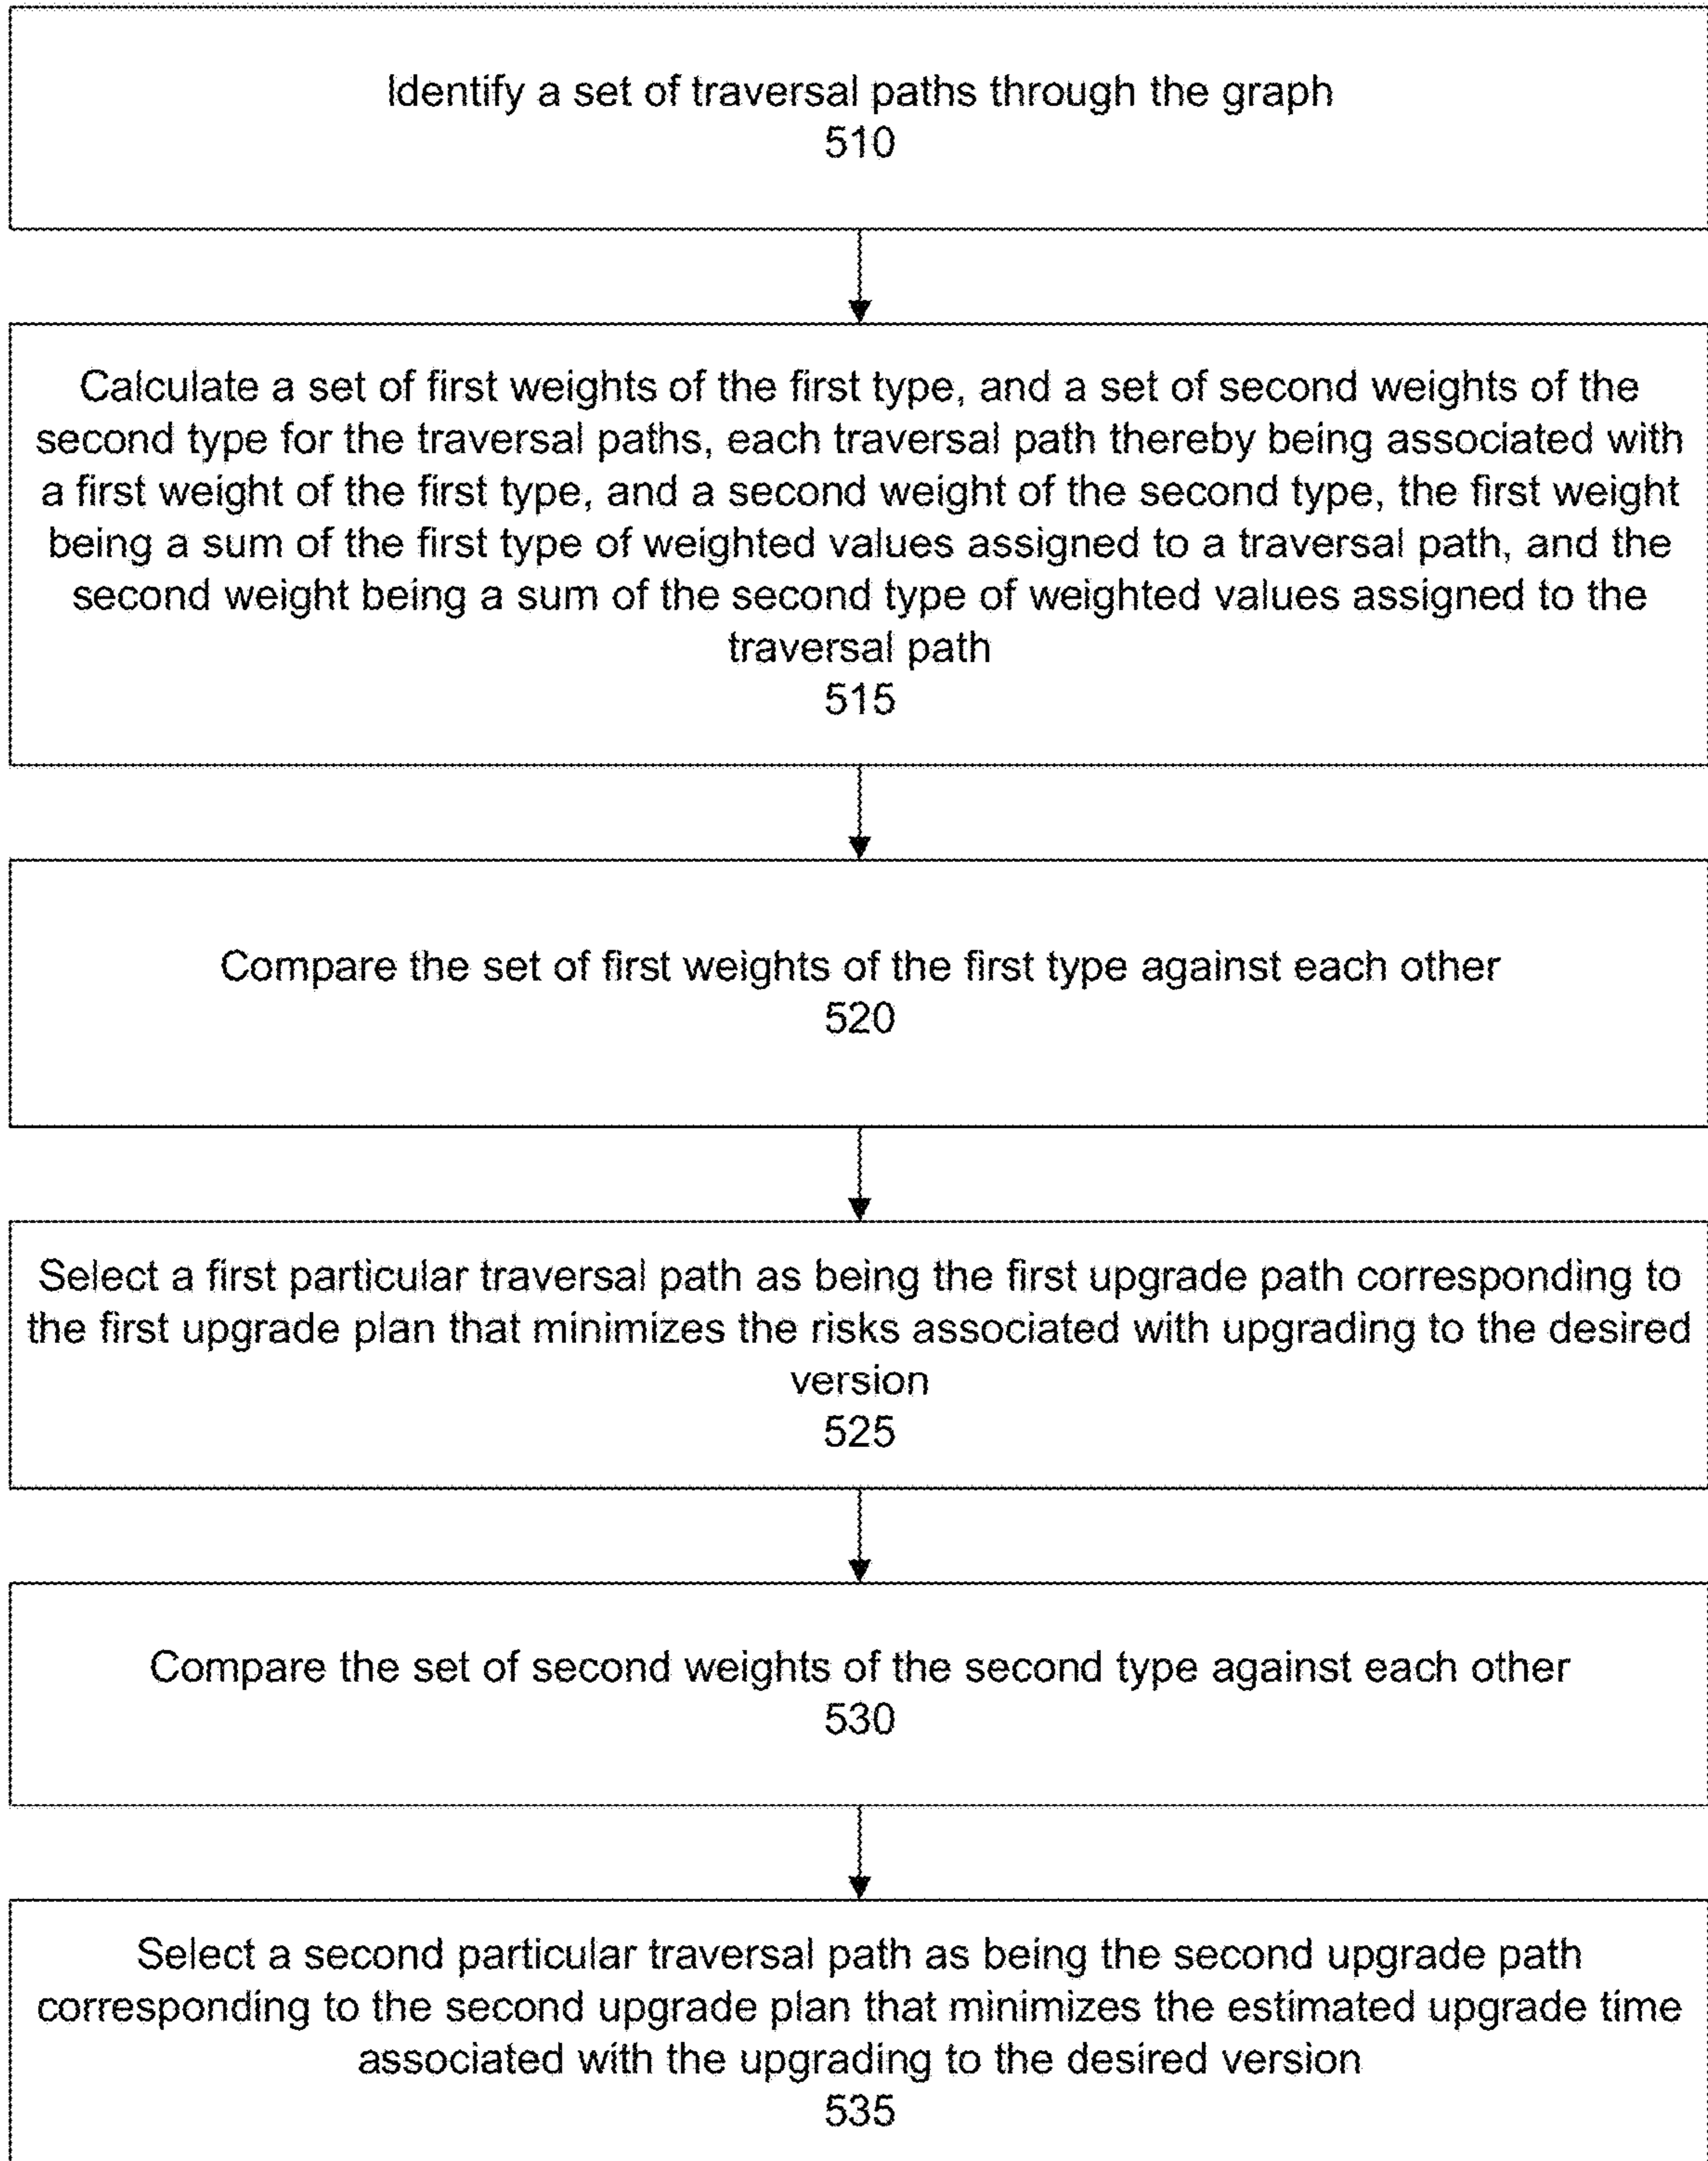 Identify a set of traversal paths through the graph
510
Calculate a set of first weights of the first type, and a set of second weights of the
second type for the traversal paths, each traversal path thereby being associated with
a first weight of the first type, and a second weight of the second type, the first weight
being a sum of the first type of weighted values assigned to a traversal path, and the
second weight being a sum of the second type of weighted values assigned to the
traversal path
515
Compare the set of first weights of the first type against each other
520
Select a first particular traversal path as being the first upgrade path corresponding to
the first upgrade plan that minimizes the risks associated with upgrading to the desired
version
525
Compare the set of second weights of the second type against each other
530
Select a second particular traversal path as being the second upgrade path
corresponding to the second upgrade plan that minimizes the estimated upgrade time
associated with the upgrading to the desired version
535